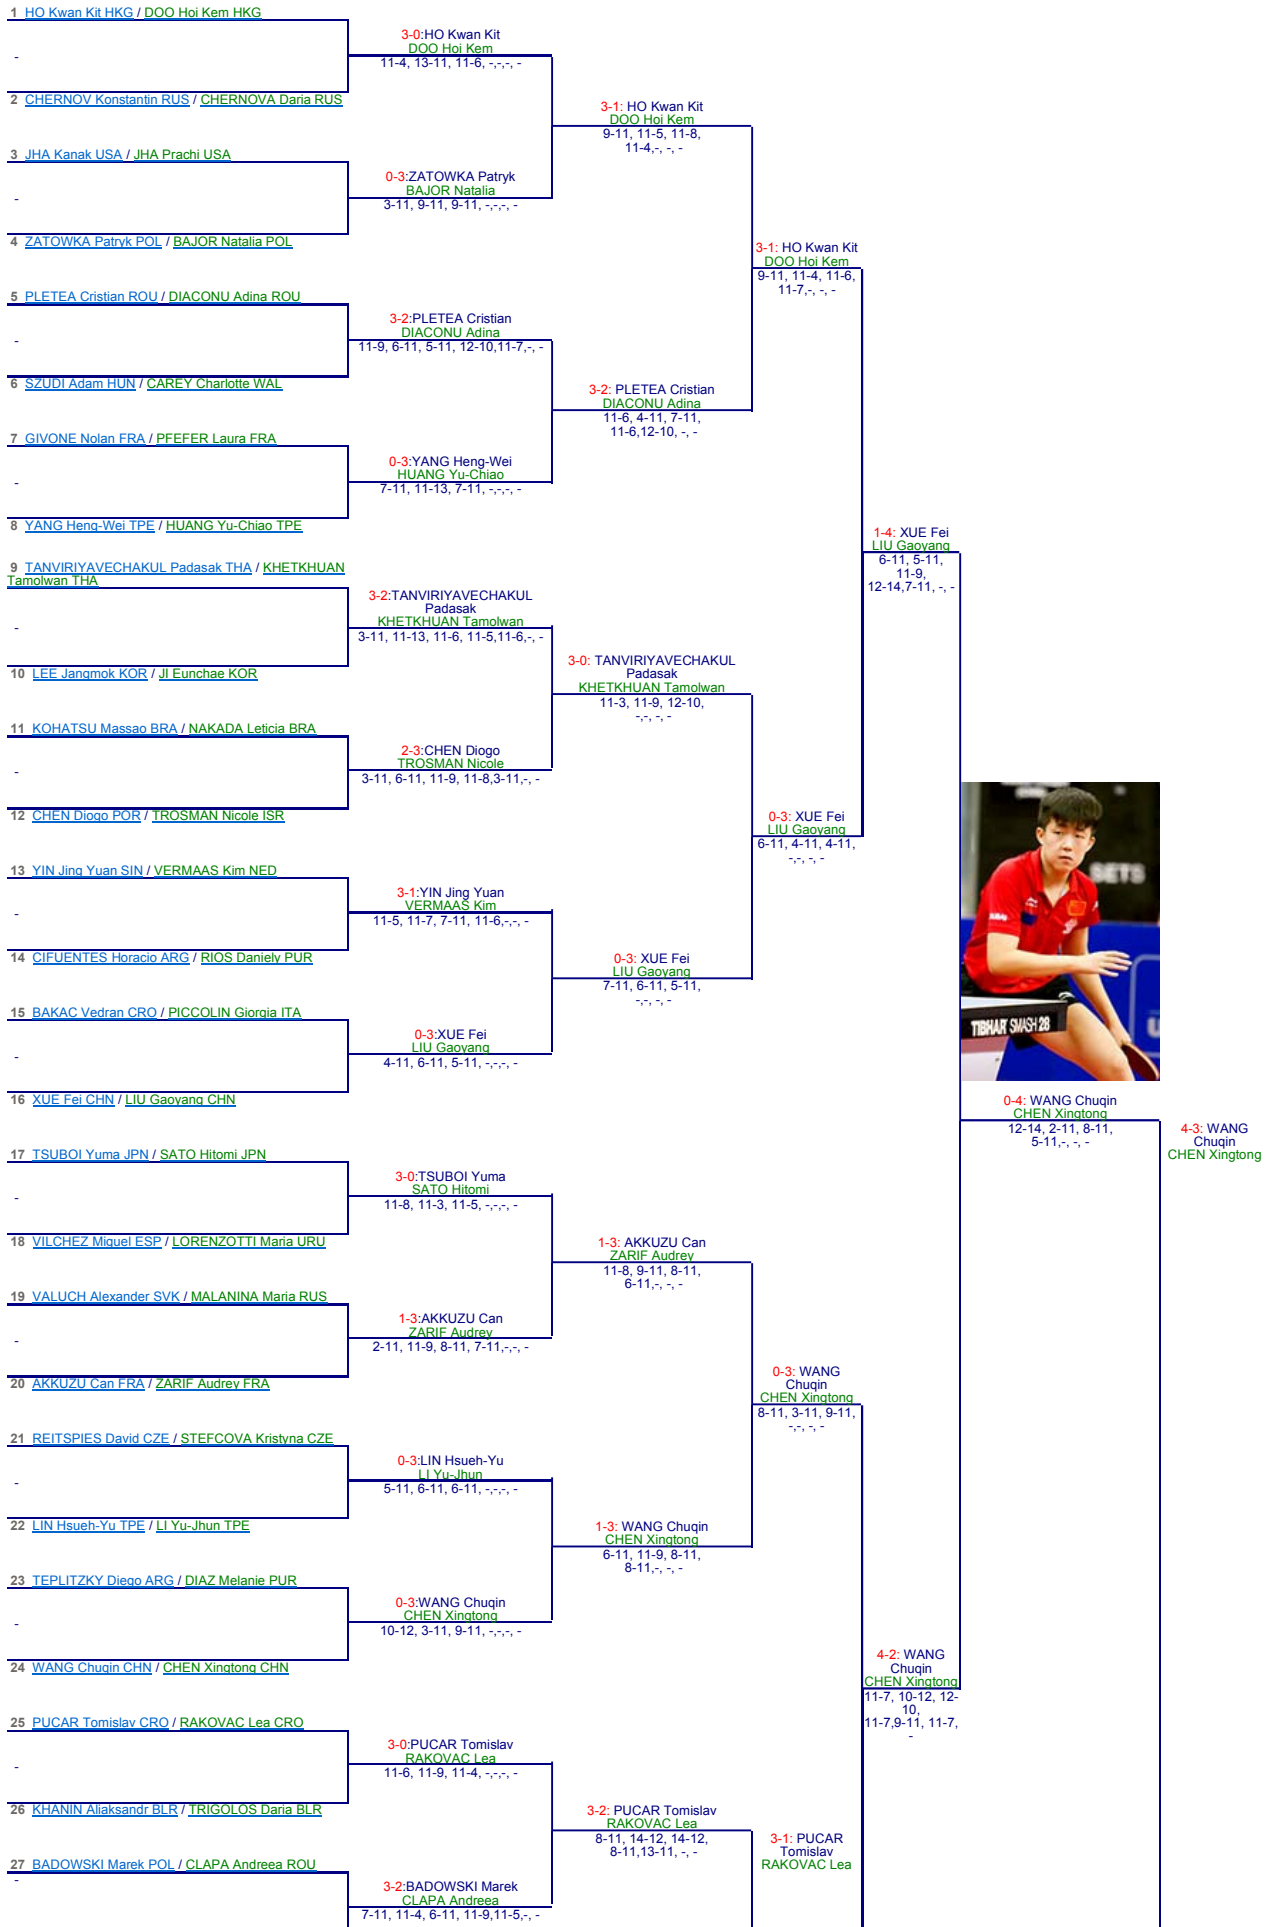 1 HO Kwan Kit HKG / DOO Hoi Kem HKG
-
2 CHERNOV Konstantin RUS / CHERNOVA Daria RUS
3 JHA Kanak USA / JHA Prachi USA
-
4 ZATOWKA Patryk POL / BAJOR Natalia POL
5 PLETEA Cristian ROU / DIACONU Adina ROU
-
6 SZUDI Adam HUN / CAREY Charlotte WAL
7 GIVONE Nolan FRA / PFEFER Laura FRA
-
8 YANG Heng-Wei TPE / HUANG Yu-Chiao TPE
9 TANVIRIYAVECHAKUL Padasak THA / KHETKHUAN
Tamolwan THA
-
10 LEE Jangmok KOR / JI Eunchae KOR
11 KOHATSU Massao BRA / NAKADA Leticia BRA
-
12 CHEN Diogo POR / TROSMAN Nicole ISR
13 YIN Jing Yuan SIN / VERMAAS Kim NED
-
14 CIFUENTES Horacio ARG / RIOS Daniely PUR
15 BAKAC Vedran CRO / PICCOLIN Giorgia ITA
-
16 XUE Fei CHN / LIU Gaoyang CHN
17 TSUBOI Yuma JPN / SATO Hitomi JPN
-
18 VILCHEZ Miguel ESP / LORENZOTTI Maria URU
19 VALUCH Alexander SVK / MALANINA Maria RUS
-
20 AKKUZU Can FRA / ZARIF Audrey FRA
21 REITSPIES David CZE / STEFCOVA Kristyna CZE
-
22 LIN Hsueh-Yu TPE / LI Yu-Jhun TPE
23 TEPLITZKY Diego ARG / DIAZ Melanie PUR
-
24 WANG Chuqin CHN / CHEN Xingtong CHN
25 PUCAR Tomislav CRO / RAKOVAC Lea CRO
-
26 KHANIN Aliaksandr BLR / TRIGOLOS Daria BLR
27 BADOWSKI Marek POL / CLAPA Andreea ROU
-
3-0:HO Kwan Kit
DOO Hoi Kem
11-4, 13-11, 11-6, -,-,-, -
0-3:ZATOWKA Patryk
BAJOR Natalia
3-11, 9-11, 9-11, -,-,-, -
3-2:PLETEA Cristian
DIACONU Adina
11-9, 6-11, 5-11, 12-10,11-7,-, -
0-3:YANG Heng-Wei
HUANG Yu-Chiao
7-11, 11-13, 7-11, -,-,-, -
3-2:TANVIRIYAVECHAKUL
Padasak
KHETKHUAN Tamolwan
3-11, 11-13, 11-6, 11-5,11-6,-, -
2-3:CHEN Diogo
TROSMAN Nicole
3-11, 6-11, 11-9, 11-8,3-11,-, -
3-1:YIN Jing Yuan
VERMAAS Kim
11-5, 11-7, 7-11, 11-6,-,-, -
0-3:XUE Fei
LIU Gaoyang
4-11, 6-11, 5-11, -,-,-, -
3-0:TSUBOI Yuma
SATO Hitomi
11-8, 11-3, 11-5, -,-,-, -
1-3:AKKUZU Can
ZARIF Audrey
2-11, 11-9, 8-11, 7-11,-,-, -
0-3:LIN Hsueh-Yu
LI Yu-Jhun
5-11, 6-11, 6-11, -,-,-, -
0-3:WANG Chuqin
CHEN Xingtong
10-12, 3-11, 9-11, -,-,-, -
3-0:PUCAR Tomislav
RAKOVAC Lea
11-6, 11-9, 11-4, -,-,-, -
3-2:BADOWSKI Marek
CLAPA Andreea
7-11, 11-4, 6-11, 11-9,11-5,-, -
3-1: HO Kwan Kit
DOO Hoi Kem
9-11, 11-5, 11-8,
11-4,-, -, -
3-2: PLETEA Cristian
DIACONU Adina
11-6, 4-11, 7-11,
11-6,12-10, -, -
3-0: TANVIRIYAVECHAKUL
Padasak
KHETKHUAN Tamolwan
11-3, 11-9, 12-10,
-,-, -, -
0-3: XUE Fei
LIU Gaoyang
7-11, 6-11, 5-11,
-,-, -, -
1-3: AKKUZU Can
ZARIF Audrey
11-8, 9-11, 8-11,
6-11,-, -, -
1-3: WANG Chuqin
CHEN Xingtong
6-11, 11-9, 8-11,
8-11,-, -, -
3-2: PUCAR Tomislav
RAKOVAC Lea
8-11, 14-12, 14-12,
8-11,13-11, -, -
3-1: HO Kwan Kit
DOO Hoi Kem
9-11, 11-4, 11-6,
11-7,-, -, -
0-3: XUE Fei
LIU Gaoyang
6-11, 4-11, 4-11,
-,-, -, -
0-3: WANG
Chuqin
CHEN Xingtong
8-11, 3-11, 9-11,
-,-, -, -
3-1: PUCAR
Tomislav
RAKOVAC Lea
1-4: XUE Fei
LIU Gaoyang
6-11, 5-11,
11-9,
12-14,7-11, -, -
4-2: WANG
Chuqin
CHEN Xingtong
11-7, 10-12, 12-
10,
11-7,9-11, 11-7,
-
SETS
TIBHAR SMASH 28
0-4: WANG Chuqin
CHEN Xingtong
12-14, 2-11, 8-11,
5-11,-, -, -
4-3: WANG
Chuqin
CHEN Xingtong